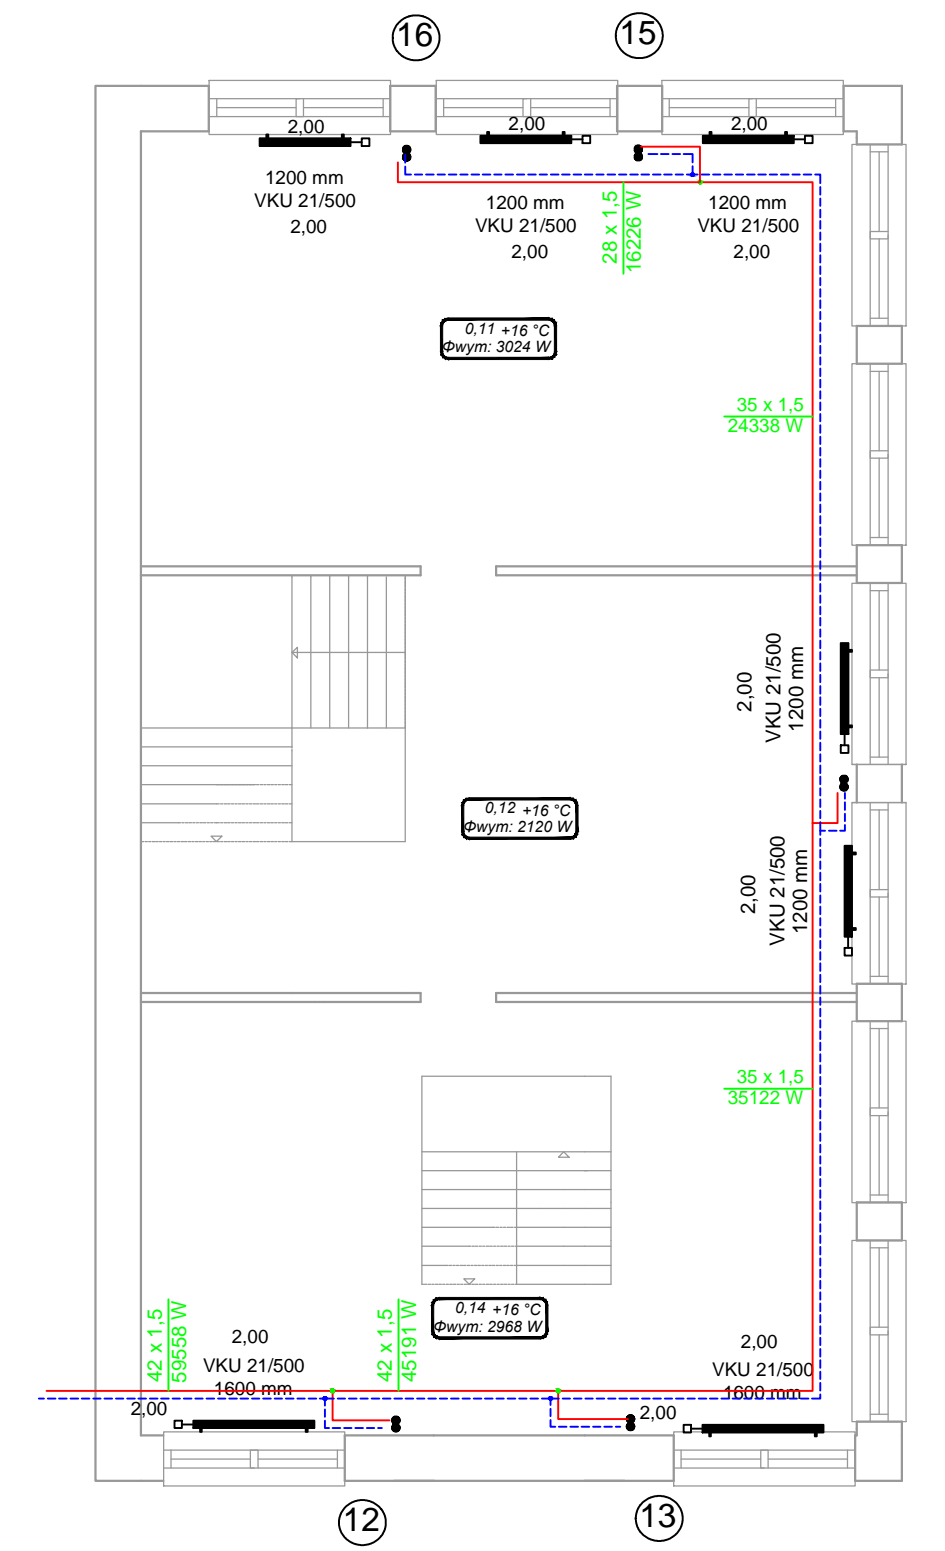 16
15
2,00
2,00
2,00
1200 mm
VKU 21/500
2,00
1200 mm
VKU 21/500
2,00
28 x 1,5
16226 W
1200 mm
VKU 21/500
2,00
0,11 +16 °C
Φwym: 3024 W
35 x 1,5
24338 W
2,00
VKU 21/500
1200 mm
0,12 +16 °C
Φwym: 2120 W
2,00
VKU 21/500
1200 mm
35 x 1,5
35122 W
0,14 +16 °C
Φwym: 2968 W
42 x 1,5
59558 W
2,00
VKU 21/500
1600 mm
42 x 1,5
45191 W
2,00
VKU 21/500
1600 mm
2,00
2,00
12
13